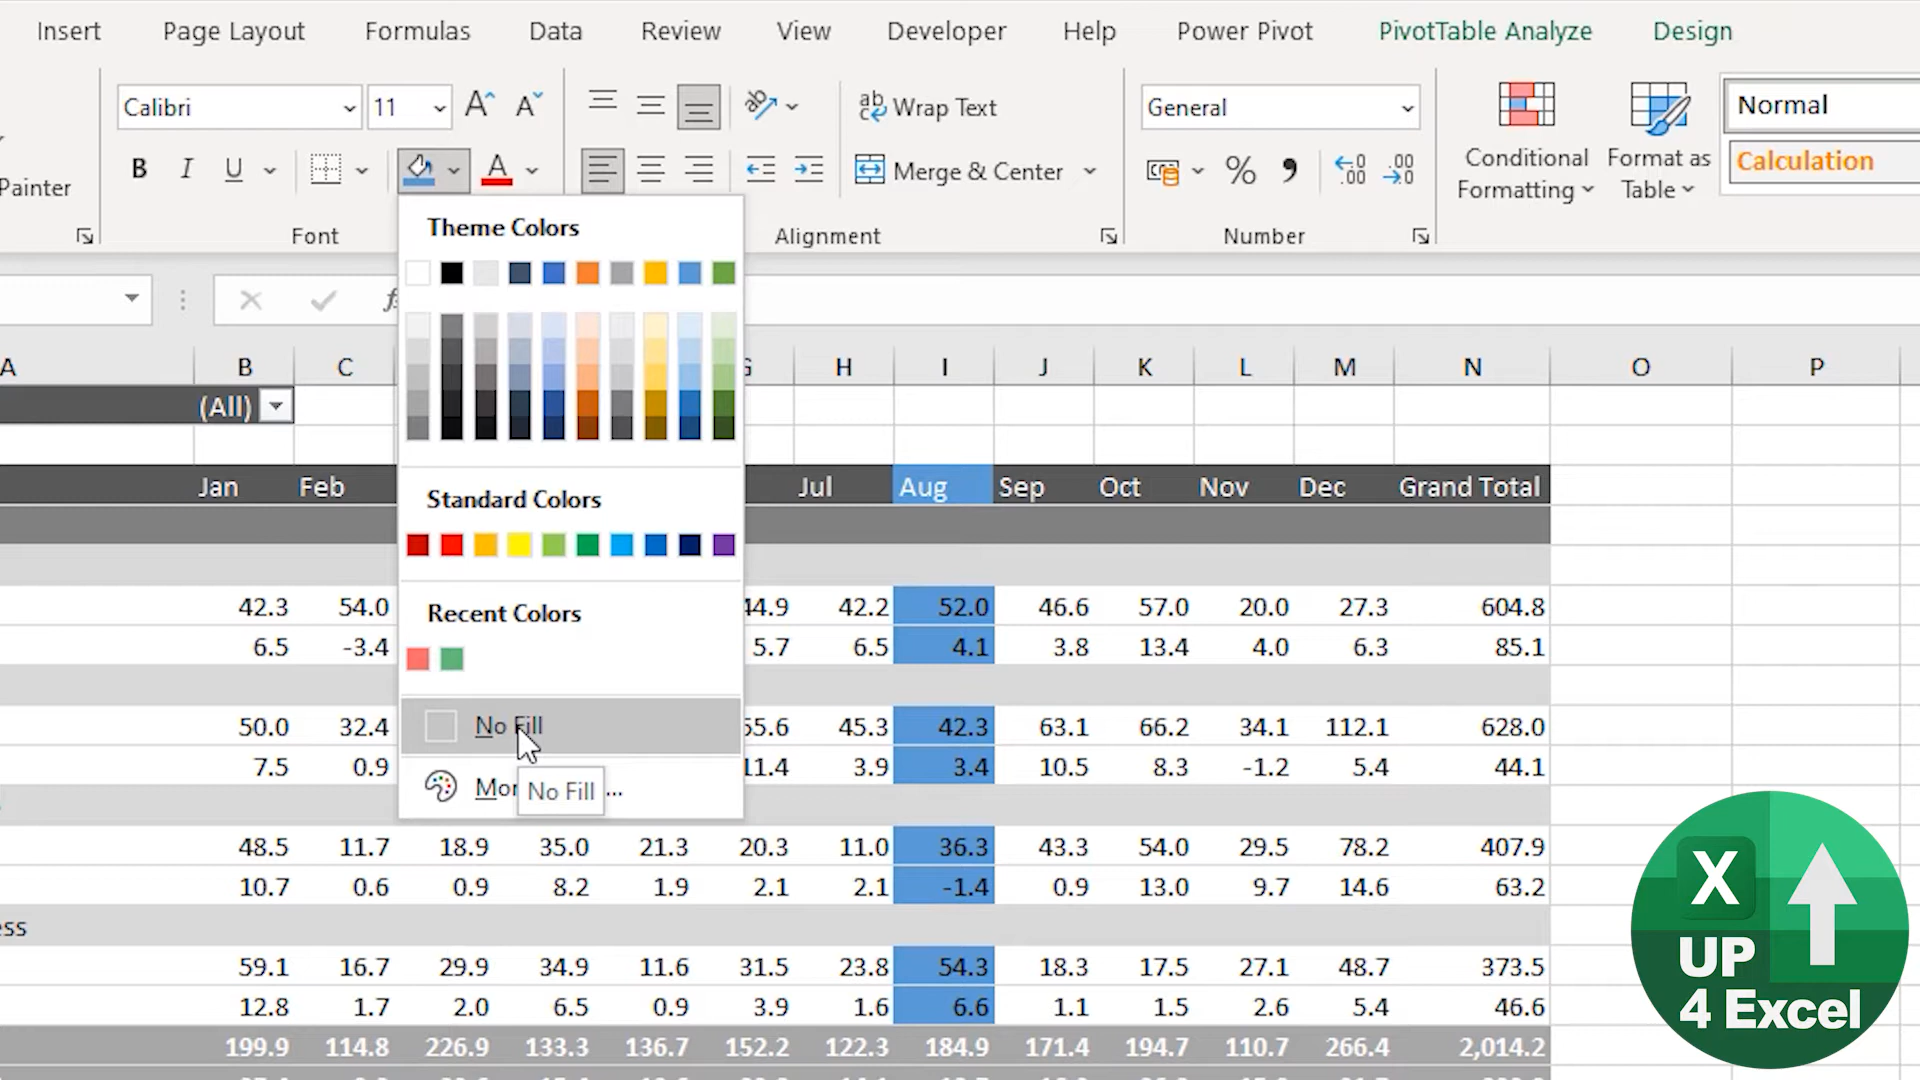 Insert Page Layout Formulas Data Review View Developer Help Power Pivot PivotTable Analyze Design
Calibri 11 A A ab Wrap Text General Normal
Painter B I U A Merge & Center % Conditional Formatting Format as Table Calculation
Font Alignment Number
Theme Colors
Standard Colors
Recent Colors
No Fill
Mor ...
No Fill
A B C H I J K L M N O P
(All)
Jan Feb Jul Aug Sep Oct Nov Dec Grand Total
42.3 54.0 44.9 42.2 52.0 46.6 57.0 20.0 27.3 604.8
6.5 -3.4 5.7 6.5 4.1 3.8 13.4 4.0 6.3 85.1
50.0 32.4 55.6 45.3 42.3 63.1 66.2 34.1 112.1 628.0
7.5 0.9 11.4 3.9 3.4 10.5 8.3 -1.2 5.4 44.1
48.5 11.7 18.9 35.0 21.3 20.3 11.0 36.3 43.3 54.0 29.5 78.2 407.9
10.7 0.6 0.9 8.2 1.9 2.1 2.1 -1.4 0.9 13.0 9.7 14.6 63.2
ess
59.1 16.7 29.9 34.9 11.6 31.5 23.8 54.3 18.3 17.5 27.1 48.7 373.5
12.8 1.7 2.0 6.5 0.9 3.9 1.6 6.6 1.1 1.5 2.6 5.4 46.6
199.9 114.8 226.9 133.3 136.7 152.2 122.3 184.9 171.4 194.7 110.7 266.4 2,014.2
X
UP
4 Excel